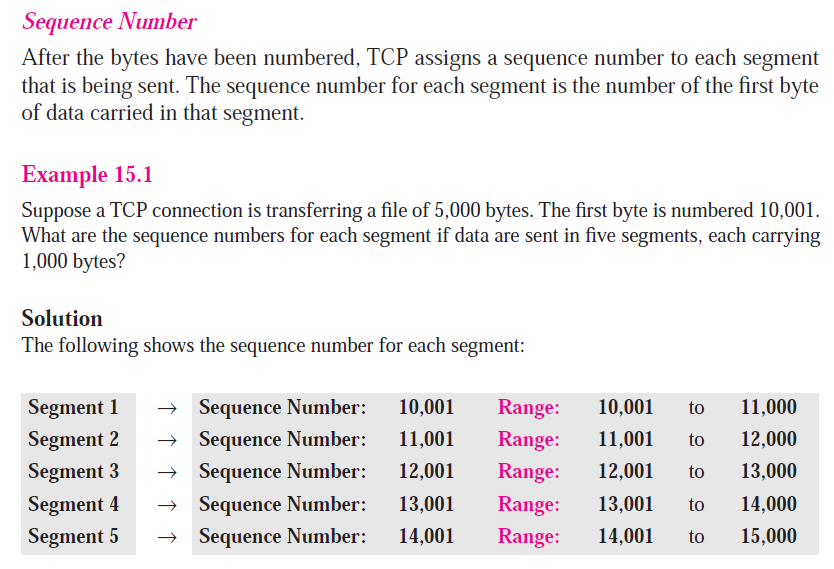 Sequence Number
After the bytes have been numbered, TCP assigns a sequence number to each segment
that is being sent. The sequence number for each segment is the number of the first byte
of data carried in that segment.
Example 15.1
Suppose a TCP connection is transferring a file of 5,000 bytes. The first byte is numbered 10,001.
What are the sequence numbers for each segment if data are sent in five segments, each carrying
1,000 bytes?
Solution
The following shows the sequence number for each segment:
Segment 1 → Sequence Number: 10,001 Range: 10,001 to 11,000
Segment 2 → Sequence Number: 11,001 Range: 11,001 to 12,000
Segment 3 → Sequence Number: 12,001 Range: 12,001 to 13,000
Segment 4 → Sequence Number: 13,001 Range: 13,001 to 14,000
Segment 5 → Sequence Number: 14,001 Range: 14,001 to 15,000